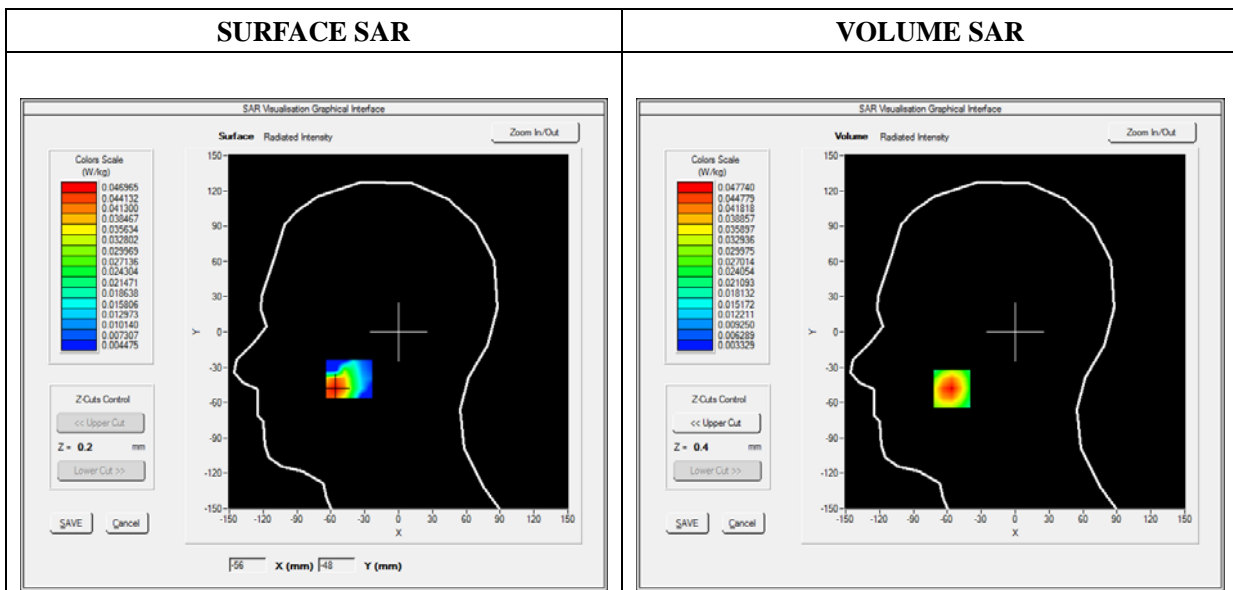 SURFACE SAR
VOLUME SAR
SAR Visualisation Graphical Interface
Surface Radiated Intensity
Zoom In/Out
Colors Scale
(W/kg)
0.046965
0.044132
0.041300
0.038467
0.035634
0.032802
0.029969
0.027136
0.024304
0.021471
0.018638
0.015806
0.012973
0.010140
0.007307
0.004475
Z-Cuts Control
<< Upper Cut
Z = 0.2 mm
Lower Cut >>
SAVE Cancel
150
120
90
60
30
Y 0
-30
-60
-90
-120
-150
-150 -120 -90 -60 -30 0 30 60 90 120 150
X
-56 X (mm) -48 Y (mm)
SAR Visualisation Graphical Interface
Volume Radiated Intensity
Zoom In/Out
Colors Scale
(W/kg)
0.047740
0.044779
0.041818
0.038857
0.035897
0.032936
0.029975
0.027014
0.024054
0.021093
0.018132
0.015172
0.012211
0.009250
0.006289
0.003329
Z-Cuts Control
<< Upper Cut
Z = 0.4 mm
Lower Cut >>
SAVE Cancel
150
120
90
60
30
Y 0
-30
-60
-90
-120
-150
-150 -120 -90 -60 -30 0 30 60 90 120 150
X